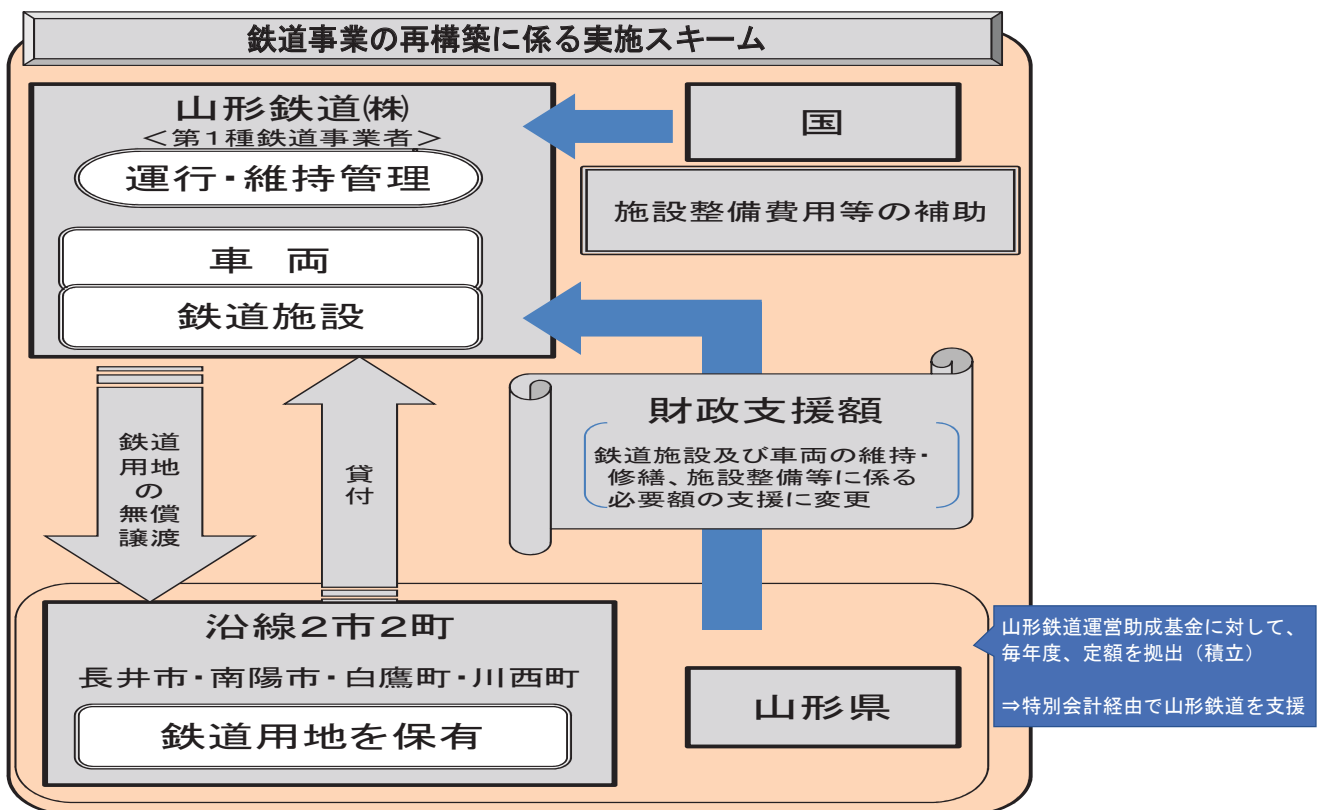 鉄道事業の再構築に係る実施スキーム
山形鉄道㈱
＜第1種鉄道事業者＞
運行・維持管理
車 両
鉄道施設
国
施設整備費用等の補助
鉄道
用地
の
無償
譲渡
貸
付
財政支援額
鉄道施設及び車両の維持・
修繕、施設整備等に係る
必要額の支援に変更
沿線2市2町
長井市・南陽市・白鷹町・川西町
鉄道用地を保有
山形県
山形鉄道運営助成基金に対して、
毎年度、定額を拠出（積立）
⇒特別会計経由で山形鉄道を支援